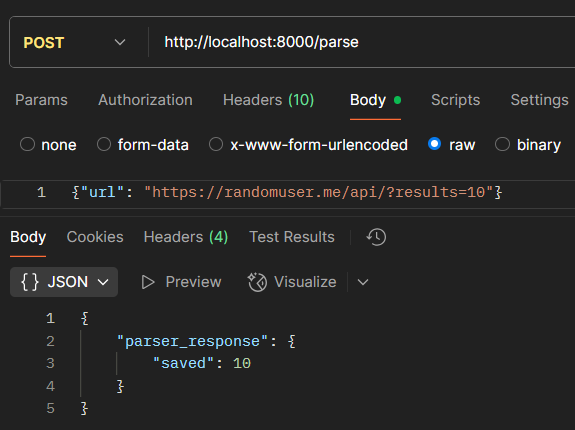 POST http://localhost:8000/parse
Params Authorization Headers (10) Body Scripts Settings
none form-data x-www-form-urlencoded raw binary
1 {"url": "https://randomuser.me/api/?results=10"}
Body Cookies Headers (4) Test Results
{} JSON Preview Visualize
1 {
2 "parser_response": {
3 "saved": 10
4 }
5 }